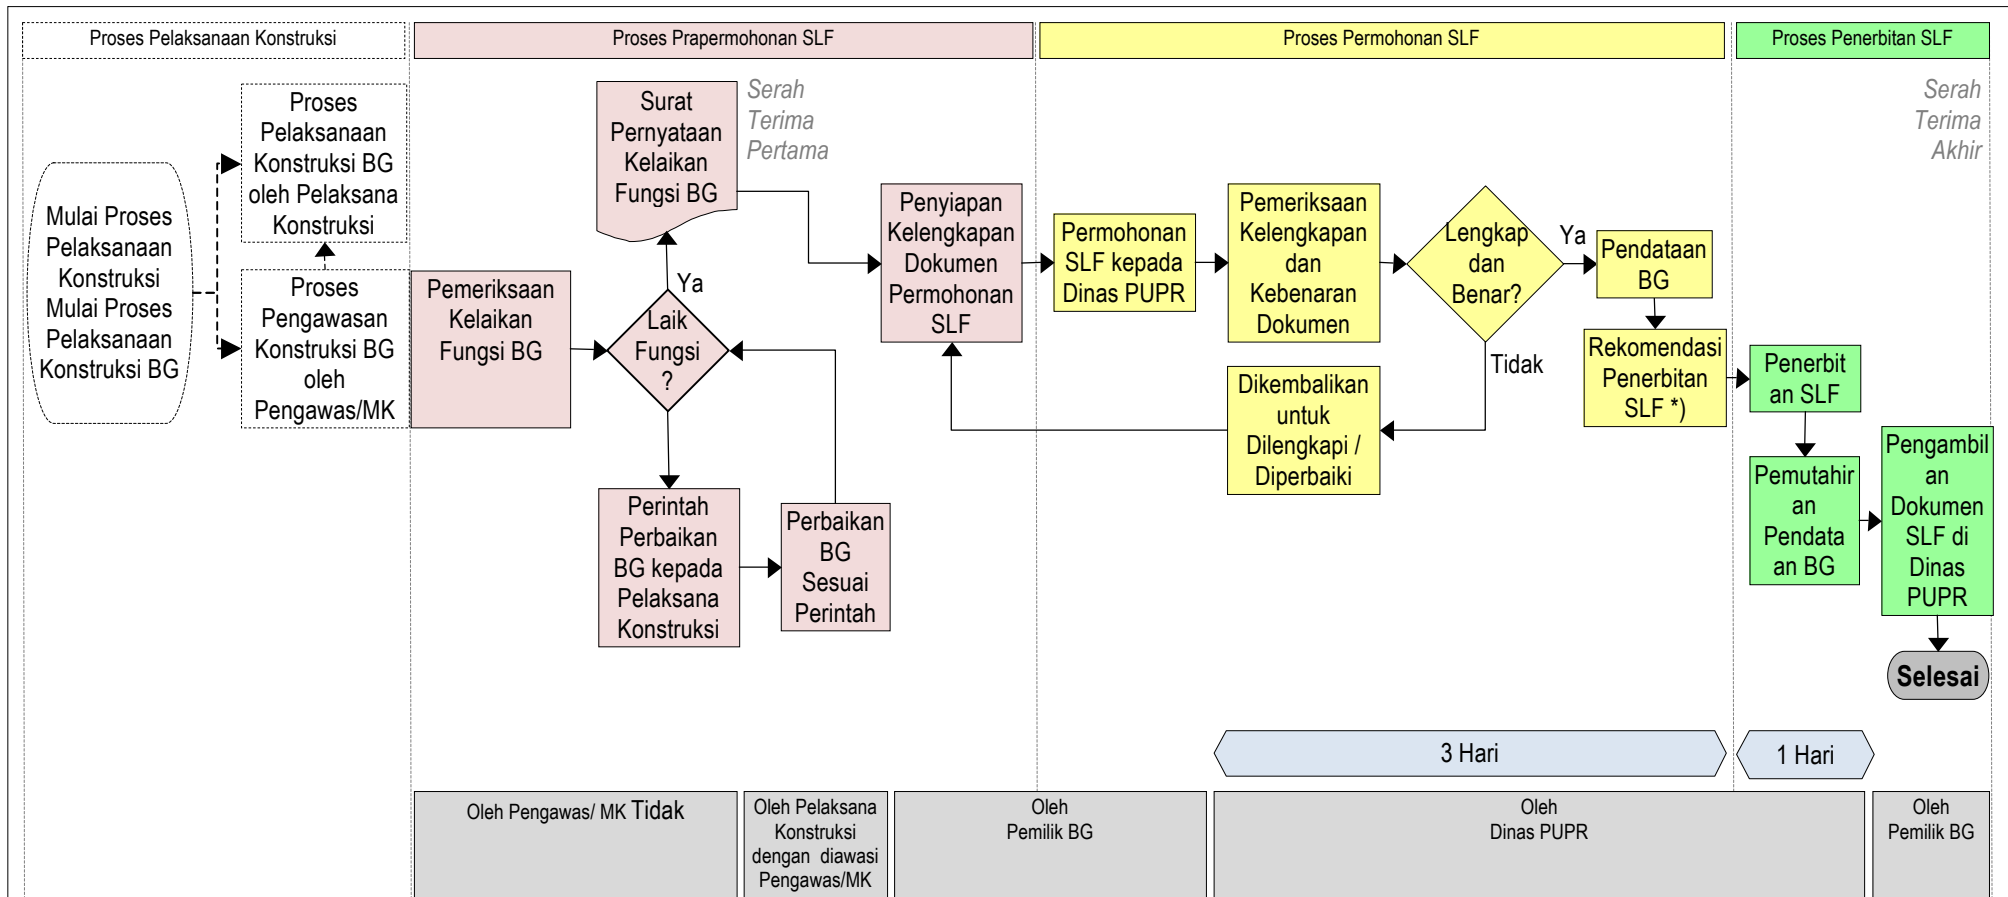 Proses Pelaksanaan Konstruksi
Proses Prapermohonan SLF
Proses Permohonan SLF
Proses Penerbitan SLF
Mulai Proses
Pelaksanaan
Konstruksi
Mulai Proses
Pelaksanaan
Konstruksi BG
Proses
Pelaksanaan
Konstruksi BG
oleh Pelaksana
Konstruksi
Proses
Pengawasan
Konstruksi BG
oleh
Pengawas/MK
Pemeriksaan
Kelaikan
Fungsi BG
Surat
Pernyataan
Kelaikan
Fungsi BG
Serah
Terima
Pertama
Ya
Laik
Fungsi
?
Perintah
Perbaikan
BG kepada
Pelaksana
Konstruksi
Perbaikan
BG
Sesuai
Perintah
Penyiapan
Kelengkapan
Dokumen
Permohonan
SLF
Permohonan
SLF kepada
Dinas PUPR
Pemeriksaan
Kelengkapan
dan
Kebenaran
Dokumen
Lengkap
dan
Benar?
Ya
Tidak
Dikembalikan
untuk
Dilengkapi /
Diperbaiki
Pendataan
BG
Rekomendasi
Penerbitan
SLF *)
Serah
Terima
Akhir
Penerbit
an SLF
Pemutahir
an
Pendata
an BG
Pengambil
an
Dokumen
SLF di
Dinas
PUPR
Selesai
3 Hari
1 Hari
Oleh Pengawas/ MK Tidak
Oleh Pelaksana
Konstruksi
dengan diawasi
Pengawas/MK
Oleh
Pemilik BG
Oleh
Dinas PUPR
Oleh
Pemilik BG